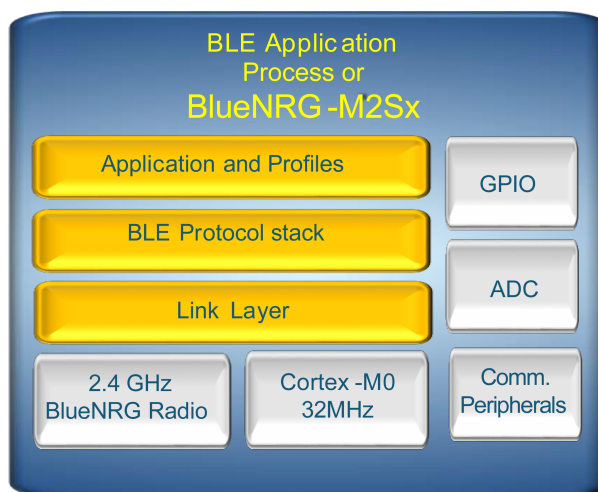 BLE Application
Process or
BlueNRG -M2Sx
Application and Profiles
GPIO
BLE Protocol stack
ADC
Link Layer
2.4 GHz
BlueNRG Radio
Cortex -M0
32MHz
Comm.
Peripherals